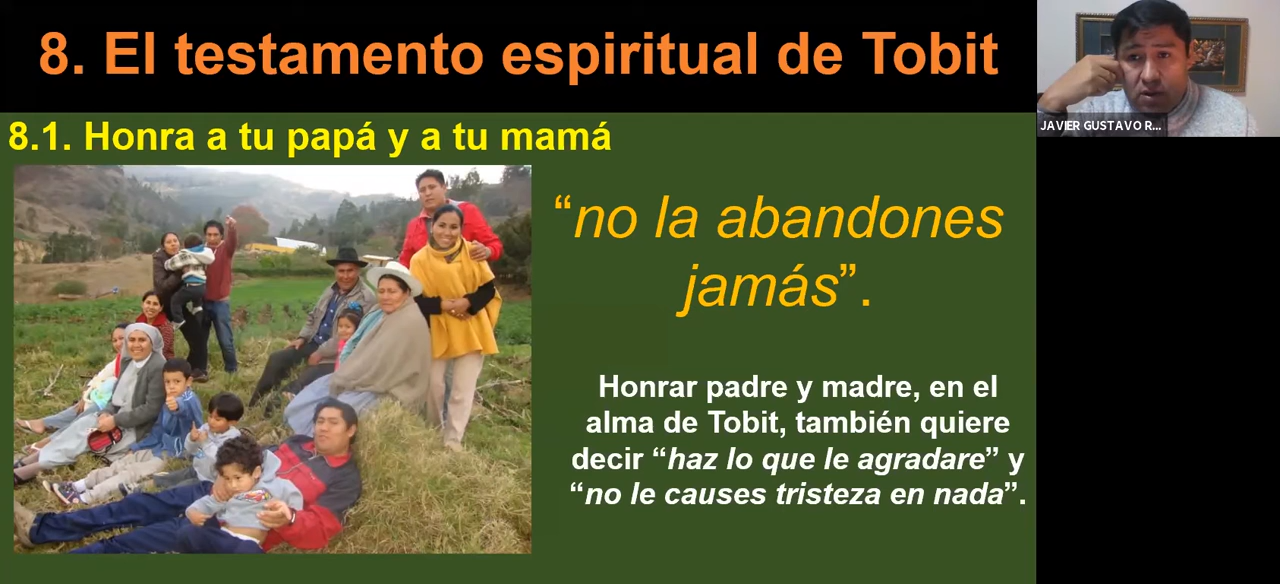 8. El testamento espiritual de Tobit
JAVIER GUSTAVO R...
8.1. Honra a tu papá y a tu mamá
“no la abandones
jamás”.
Honrar padre y madre, en el
alma de Tobit, también quiere
decir “haz lo que le agradare” y
“no le causes tristeza en nada”.